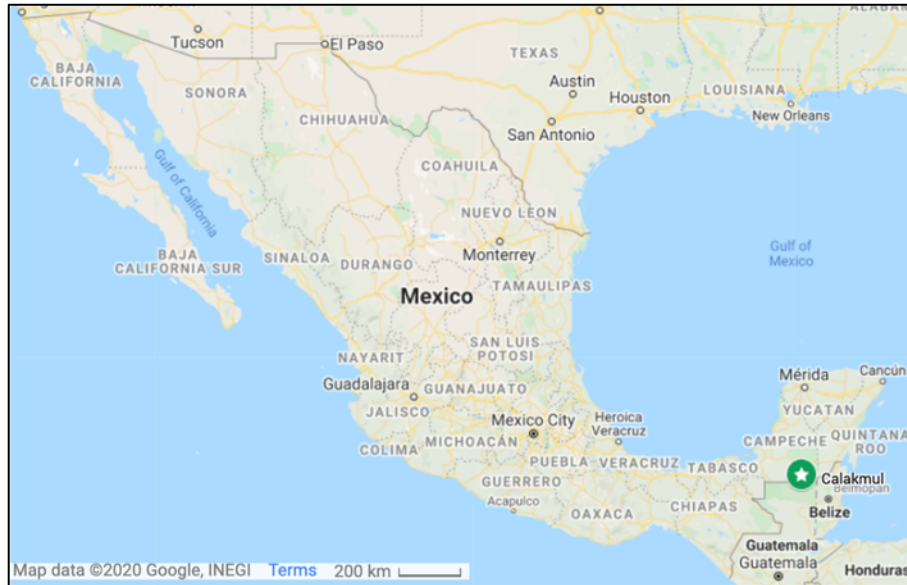 Tucson
El Paso
ALABAMA
BAJA
CALIFORNIA
SONORA
TEXAS
Austin
LOUISIANA
Houston
New Orleans
San Antonio
CHIHUAHUA
COAHUILA
Gulf of California
NUEVO LEON
Monterrey
Gulf of
Mexico
BAJA
CALIFORNIA SUR
SINALOA
DURANGO
TAMAULIPAS
Mexico
SAN LUIS
POTOSI
NAYARIT
Guadalajara
GUANAJUATO
JALISCO
Mérida
Cancún
YUCATAN
Mexico City
Heroica
Veracruz
COLIMA
MICHOACÁN
CAMPECHE
QUINTANA
ROO
PUEBLA
VERACRUZ
TABASCO
GUERRERO
Calakmul
Belmopan
Acapulco
OAXACA
CHIAPAS
Belize
Guatemala
Guatemala
Honduras
Map data ©2020 Google, INEGI Terms 200 km